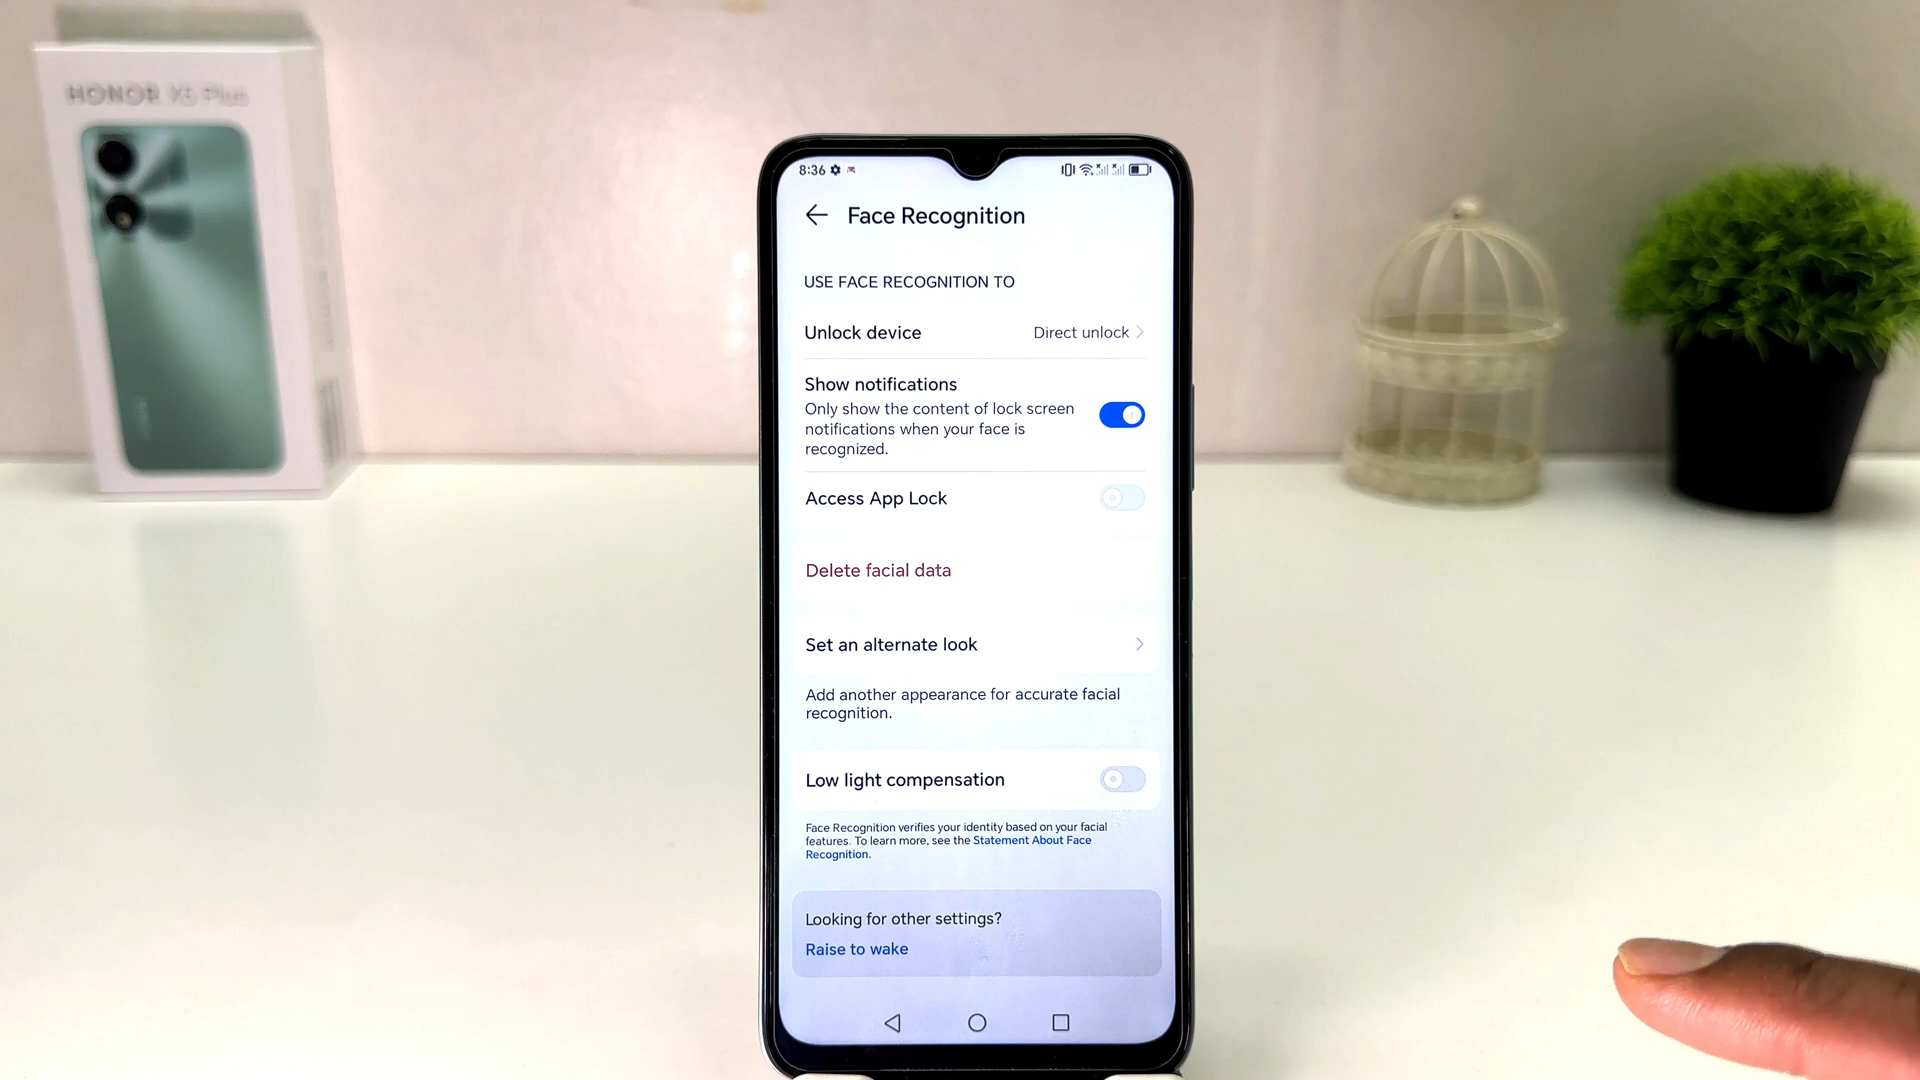 HONOR X5 Plus
8:36
Face Recognition
USE FACE RECOGNITION TO
Unlock device
Direct unlock
Show notifications
Only show the content of lock screen
notifications when your face is
recognized.
Access App Lock
Delete facial data
Set an alternate look
Add another appearance for accurate facial
recognition.
Low light compensation
Face Recognition verifies your identity based on your facial
features. To learn more, see the Statement About Face
Recognition.
Looking for other settings?
Raise to wake